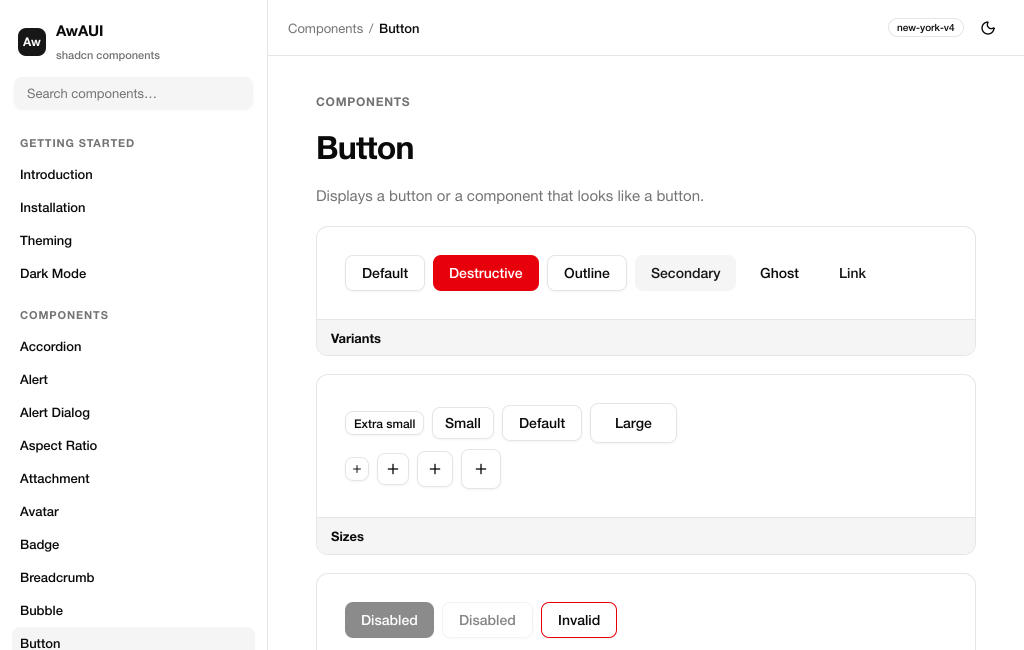 Aw
AwAUI
shadcn components
Search components…
GETTING STARTED
Introduction
Installation
Theming
Dark Mode
COMPONENTS
Accordion
Alert
Alert Dialog
Aspect Ratio
Attachment
Avatar
Badge
Breadcrumb
Bubble
Button
Components / Button
new-york-v4
COMPONENTS
Button
Displays a button or a component that looks like a button.
Default Destructive Outline Secondary Ghost Link
Variants
Extra small Small Default Large
Sizes
Disabled Disabled Invalid